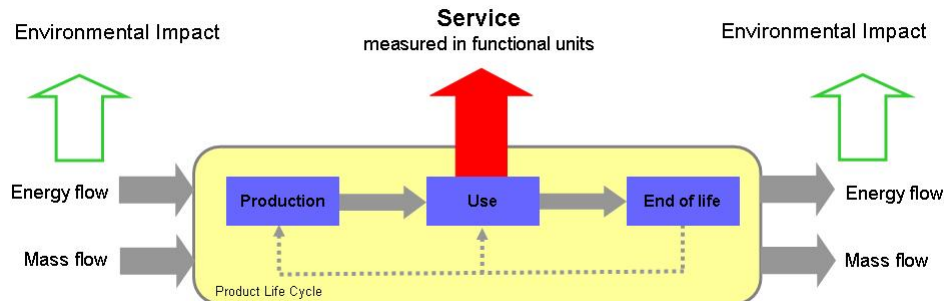 Environmental Impact
Service
measured in functional units
Environmental Impact
Energy flow
Production
Use
End of life
Energy flow
Mass flow
Mass flow
Product Life Cycle